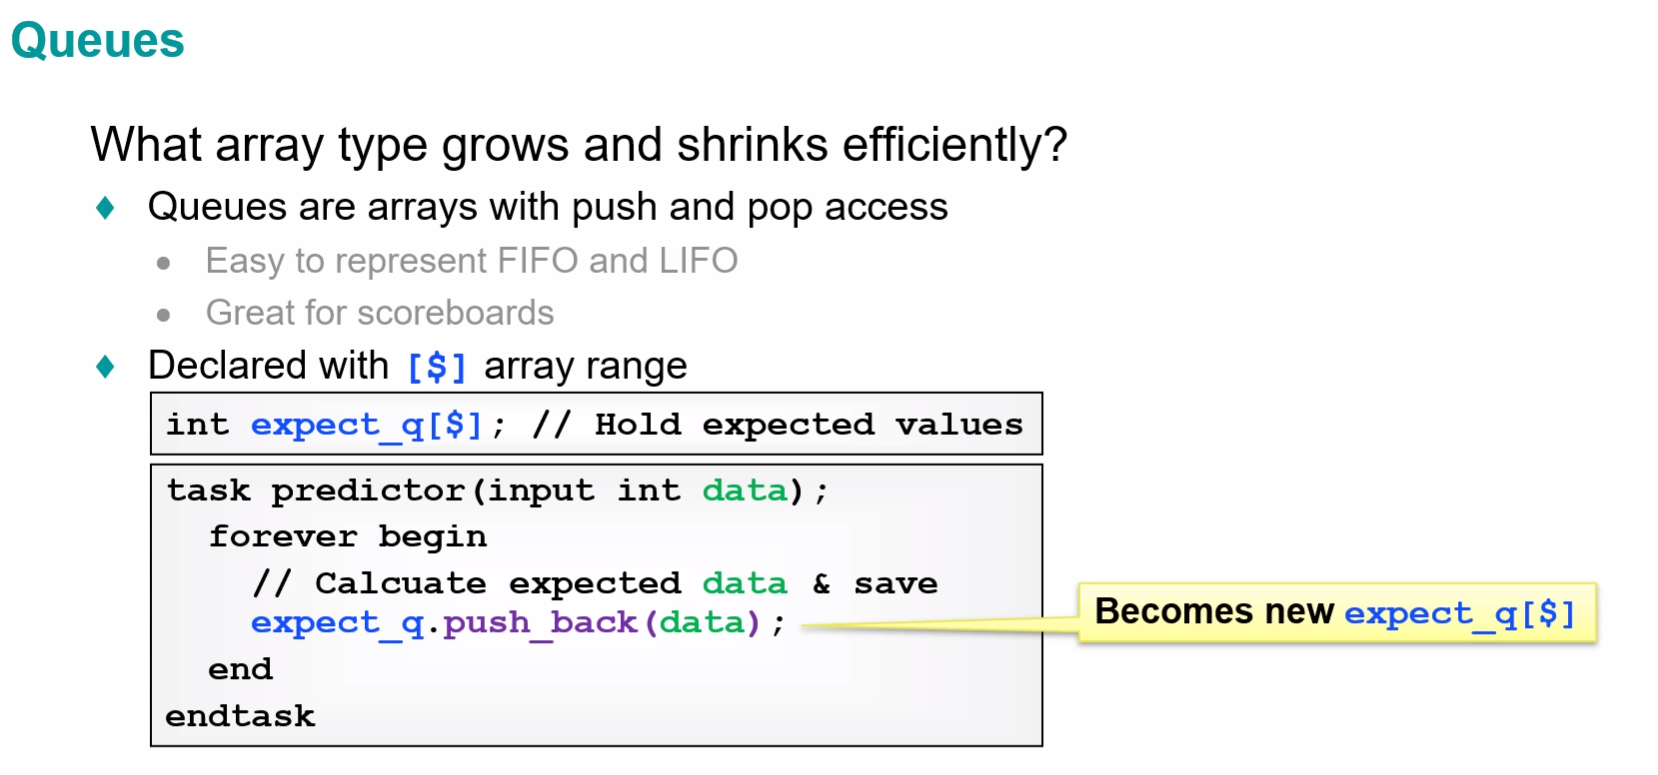 Queues
What array type grows and shrinks efficiently?
♦ Queues are arrays with push and pop access
• Easy to represent FIFO and LIFO
• Great for scoreboards
♦ Declared with [$] array range
int expect_q[$]; // Hold expected values
task predictor(input int data);
forever begin
// Calcuate expected data & save
expect_q.push_back(data);
Becomes new expect_q[$]
end
endtask